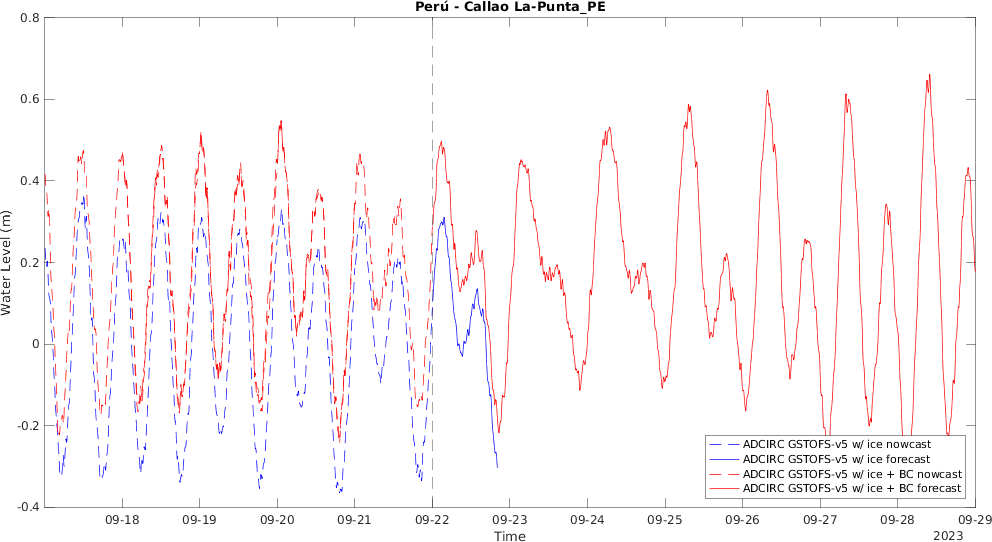 Perú - Callao La-Punta_PE
0.8
0.6
0.4
0.2
0
-0.2
-0.4
Water Level (m)
ADCIRC GSTOFS-v5 w/ ice nowcast
ADCIRC GSTOFS-v5 w/ ice forecast
ADCIRC GSTOFS-v5 w/ ice + BC nowcast
ADCIRC GSTOFS-v5 w/ ice + BC forecast
09-18 09-19 09-20 09-21 09-22 09-23 09-24 09-25 09-26 09-27 09-28 09-29
Time
2023